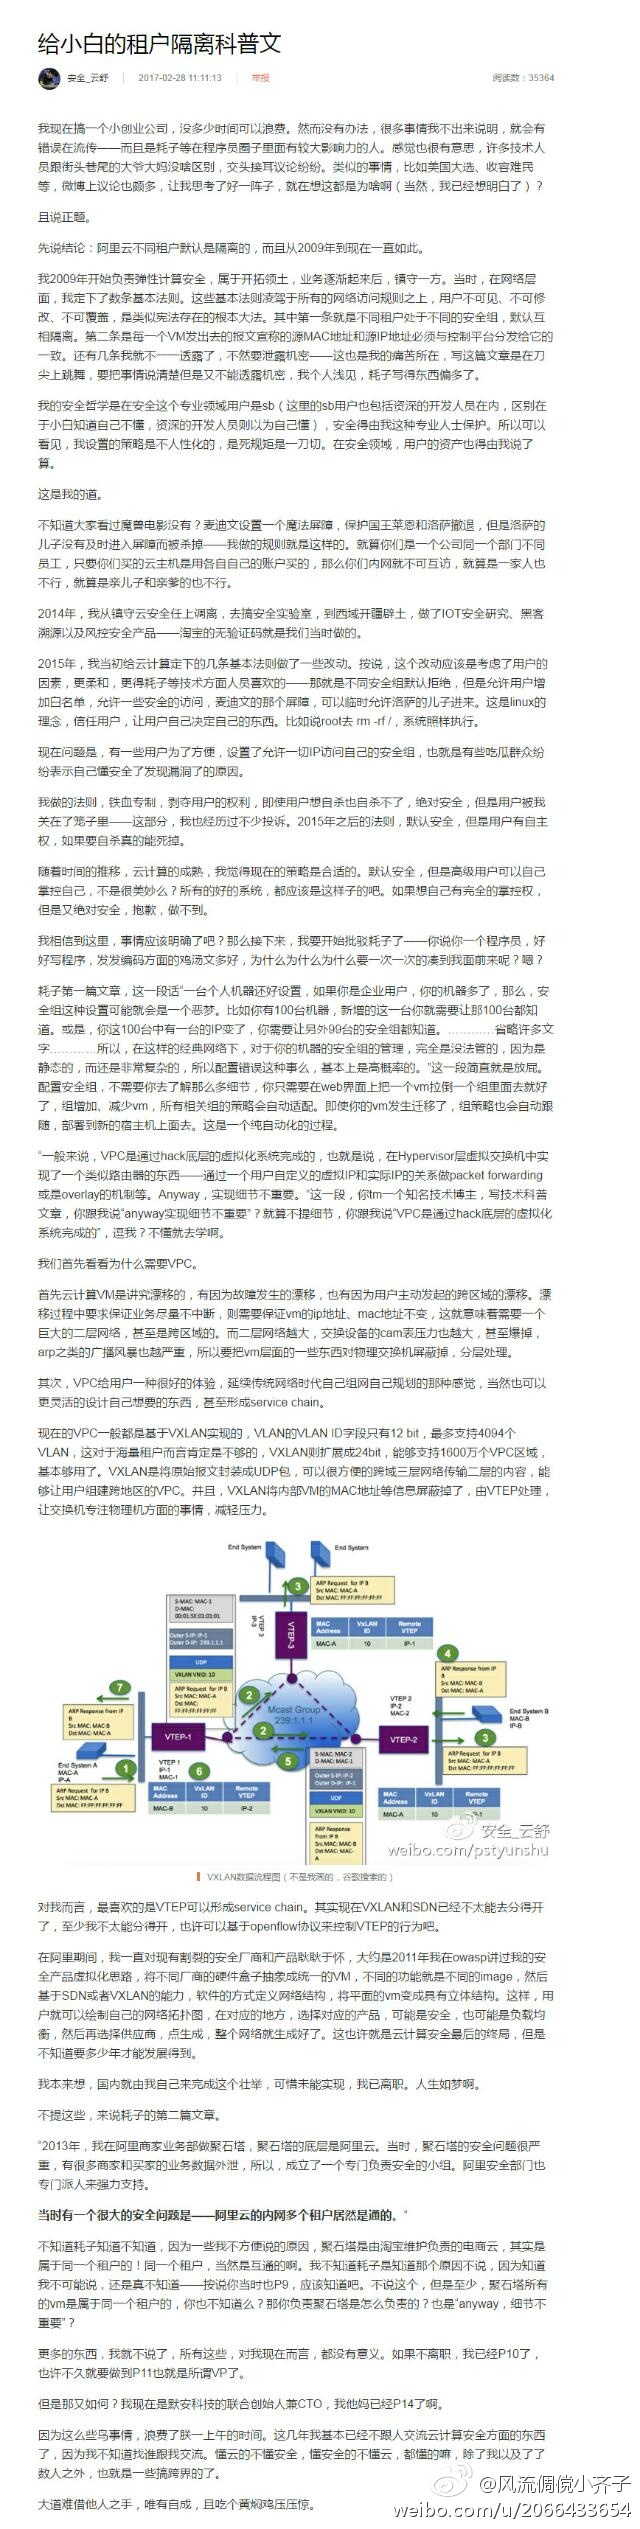 给小白的租户隔离科普文
安全_云舒 2017-02-28 11:11:13 举报 阅读数：35364
我现在搞一个小创业公司，没多少时间可以浪费。然而没有办法，很多事情我不出来说明，就会有
错误在流传——而且是耗子等在程序员圈子里面有较大影响力的人。感觉也很有意思，许多技术人
员跟街头巷尾的大爷大妈没啥区别，交头接耳议论纷纷。类似的事情，比如美国大选、收容难民
等，微博上议论也颇多，让我思考了好一阵子，就在想这都是为啥啊（当然，我已经想明白了）？
且说正题。
先说结论：阿里云不同租户默认是隔离的，而且从2009年到现在一直如此。
我2009年开始负责弹性计算安全，属于开拓领土，业务逐渐起来后，镇守一方。当时，在网络层
面，我定下了数条基本法则。这些基本法则凌驾于所有的网络访问规则之上，用户不可见、不可修
改、不可覆盖，是类似宪法存在的根本大法。其中第一条就是不同租户处于不同的安全组，默认互
相隔离。第二条是每一个VM发出去的报文宣称的源MAC地址和源IP地址必须与控制平台分发给它的
一致。还有几条我就不一一透露了，不然要泄露机密——这也是我的痛苦所在，写这篇文章是在刀
尖上跳舞，要把事情说清楚但是又不能透露机密，我个人浅见，耗子写得东西偏多了。
我的安全哲学是在安全这个专业领域用户是sb（这里的sb用户也包括资深的开发人员在内，区别在
于小白知道自己不懂，资深的开发人员则以为自己懂），安全得由我这种专业人士保护。所以可以
看见，我设置的策略是不人性化的，是死规矩是一刀切。在安全领域，用户的资产也得由我说了
算。
这是我的道。
不知道大家看过魔兽电影没有？麦迪文设置一个魔法屏障，保护国王莱恩和洛萨撤退，但是洛萨的
儿子没有及时进入屏障而被杀掉——我做的规则就是这样的。就算你们是一个公司同一个部门不同
员工，只要你们买的云主机是用各自自己的账户买的，那么你们内网就不可互访，就算是一家人也
不行，就算是亲儿子和亲爹的也不行。
2014年，我从镇守云安全任上调离，去搞安全实验室，到西域开疆辟土，做了IOT安全研究、黑客
溯源以及风控安全产品——淘宝的无验证码就是我们当时做的。
2015年，我当初给云计算定下的几条基本法则做了一些改动。按说，这个改动应该是考虑了用户的
因素，更柔和，更得耗子等技术方面人员喜欢的——那就是不同安全组默认拒绝，但是允许用户增
加白名单，允许一些安全的访问，麦迪文的那个屏障，可以临时允许洛萨的儿子进来。这是linux的
理念，信任用户，让用户自己决定自己的东西。比如说root去 rm -rf /，系统照样执行。
现在问题是，有一些用户为了方便，设置了允许一切IP访问自己的安全组，也就是有些吃瓜群众纷
纷表示自己懂安全了发现漏洞了的原因。
我做的法则，铁血专制，剥夺用户的权利，即使用户想自杀也自杀不了，绝对安全，但是用户被我
关在了笼子里——这部分，我也经历过不少投诉。2015年之后的法则，默认安全，但是用户有自主
权，如果要自杀真的能死掉。
随着时间的推移，云计算的成熟，我觉得现在的策略是合适的。默认安全，但是高级用户可以自己
掌控自己，不是很美妙么？所有的好的系统，都应该是这样子的吧。如果想自己有完全的掌控权，
但是又绝对安全，抱歉，做不到。
我相信到这里，事情应该明确了吧？那么接下来，我要开始批驳耗子了——你说你一个程序员，好
好写程序，发发编码方面的鸡汤文多好，为什么为什么为什么要一次一次的凑到我面前来呢？嗯？
耗子第一篇文章，这一段话“一台个人机器还好设置，如果你是企业用户，你的机器多了，那么，安
全组这种设置可能就会是一个恶梦。比如你有100台机器，新增的这一台你就需要让那100台都知
道。或是，你这100台中有一台的IP变了，你需要让另外99台的安全组都知道。…………省略许多文
字…………所以，在这样的经典网络下，对于你的机器的安全组的管理，完全是没法管的，因为是
静态的，而还是非常复杂的，所以配置错误这种事么，基本上是高概率的。”这一段简直就是放屁。
配置安全组，不需要你去了解那么多细节，你只需要在web界面上把一个vm拉倒一个组里面去就好
了，组增加、减少vm，所有相关组的策略会自动适配。即使你的vm发生迁移了，组策略也会自动跟
随，部署到新的宿主机上面去。这是一个纯自动化的过程。
“一般来说，VPC是通过hack底层的虚拟化系统完成的，也就是说，在Hypervisor层虚拟交换机中实
现了一个类似路由器的东西——通过一个用户自定义的虚拟IP和实际IP的关系做packet forwarding
或是overlay的机制等。Anyway，实现细节不重要。”这一段，你tm一个知名技术博主，写技术科普
文章，你跟我说“anyway实现细节不重要”？就算不提细节，你跟我说“VPC是通过hack底层的虚拟化
系统完成的”，逗我？不懂就去学啊。
我们首先看看为什么需要VPC。
首先云计算VM是讲究漂移的，有因为故障发生的漂移，也有因为用户主动发起的跨区域的漂移。漂
移过程中要求保证业务尽量不中断，则需要保证vm的ip地址、mac地址不变，这就意味着需要一个
巨大的二层网络，甚至是跨区域的。而二层网络越大，交换设备的cam表压力也越大，甚至爆掉，
arp之类的广播风暴也越严重，所以要把vm层面的一些东西对物理交换机屏蔽掉，分层处理。
其次，VPC给用户一种很好的体验，延续传统网络时代自己组网自己规划的那种感觉，当然也可以
更灵活的设计自己想要的东西，甚至形成service chain。
现在的VPC一般都是基于VXLAN实现的，VLAN的VLAN ID字段只有12 bit，最多支持4094个
VLAN，这对于海量租户而言肯定是不够的，VXLAN则扩展成24bit，能够支持1600万个VPC区域，
基本够用了。VXLAN是将原始报文封装成UDP包，可以很方便的跨域三层网络传输二层的内容，能
够让用户组建跨地区的VPC。并且，VXLAN将内部VM的MAC地址等信息屏蔽掉了，由VTEP处理，
让交换机专注物理机方面的事情，减轻压力。
End System
End System
3
ARP Request for IP B
Src MAC: MAC-A
Dst MAC: FF:FF:FF:FF:FF:FF
S-MAC: MAC-1
D-MAC:
00:01:5E:01:01:01
Outer S-IP: IP-1
Outer D-IP: 239.1.1.1
UDP
VXLAN VNID: 10
ARP Request for IP B
Src MAC: MAC-A
Dst MAC:
FF:FF:FF:FF:FF:FF
VTEP 3
IP-3
VTEP-3
MAC Address VxLAN ID Remote VTEP
MAC-A 10 IP-1
4
ARP Response from IP
B
Src MAC: MAC-B
Dst MAC: MAC-A
7
ARP Response from IP
B
Src MAC: MAC-B
Dst MAC: MAC-A
2
Mcast Group
239.1.1.1
2
VTEP-1
VTEP 2
IP-2
MAC-2
VTEP-2
End System B
MAC-B
IP-B
3
ARP Request for IP B
Src MAC: MAC-A
Dst MAC: FF:FF:FF:FF:FF:FF
End System A
MAC-A
IP-A
1
ARP Request for IP B
Src MAC: MAC-A
Dst MAC: FF:FF:FF:FF:FF:FF
VTEP 1
IP-1
MAC-1
6
MAC Address VxLAN ID Remote VTEP
MAC-B 10 IP-2
5
S-MAC: MAC-2
D-MAC: MAC-1
Outer S-IP: IP-2
Outer D-IP: IP-1
UDP
VXLAN VNID: 10
ARP Response
from IP B
Src MAC: MAC-B
Dst MAC: MAC-
A
MAC Address VxLAN ID Remote VTEP
MAC-A 10 IP-1
安全_云舒
weibo.com/pstyunshu
VXLAN数据流程图（不是我画的，谷歌搜索的）
对我而言，最喜欢的是VTEP可以形成service chain。其实现在VXLAN和SDN已经不太能去分得开
了，至少我不太能分得开，也许可以基于openflow协议来控制VTEP的行为吧。
在阿里期间，我一直对现有割裂的安全厂商和产品耿耿于怀，大约是2011年我在owasp讲过我的安
全产品虚拟化思路，将不同厂商的硬件盒子抽象成统一的VM，不同的功能就是不同的image，然后
基于SDN或者VXLAN的能力，软件的方式定义网络结构，将平面的vm变成具有立体结构。这样，用
户就可以绘制自己的网络拓扑图，在对应的地方，选择对应的产品，可能是安全，也可能是负载均
衡，然后再选择供应商，点生成，整个网络就生成好了。这也许就是云计算安全最后的终局，但是
不知道要多少年才能发展得到。
我本来想，国内就由我自己来完成这个壮举，可惜未能实现，我已离职。人生如梦啊。
不提这些，来说耗子的第二篇文章。
“2013年，我在阿里商家业务部做聚石塔，聚石塔的底层是阿里云。当时，聚石塔的安全问题很严
重，有很多商家和买家的业务数据外泄，所以，成立了一个专门负责安全的小组。阿里安全部门也
专门派人来强力支持。
当时有一个很大的安全问题是——阿里云的内网多个租户居然是通的。”
不知道耗子知道不知道，因为一些我不方便说的原因，聚石塔是由淘宝维护负责的电商云，其实是
属于同一个租户的！同一个租户，当然是互通的啊。我不知道耗子是知道那个原因不说，因为知道
我不可能说，还是真不知道——按说你当时也P9，应该知道吧。不说这个，但是至少，聚石塔所有
的vm是属于同一个租户的，你也不知道么？那你负责聚石塔是怎么负责的？也是“anyway，细节不
重要”？
更多的东西，我就不说了，所有这些，对我现在而言，都没有意义。如果不离职，我已经P10了，
也许不久就要做到P11也就是所谓VP了。
但是那又如何？我现在是默安科技的联合创始人兼CTO，我他妈已经P14了啊。
因为这么些鸟事情，浪费了朕一上午的时间。这几年我基本已经不跟人交流云计算安全方面的东西
了，因为我不知道找谁跟我交流。懂云的不懂安全，懂安全的不懂云，都懂的嘛，除了我以及了了
数人之外，也就是一些搞跨界的了。
大道难借他人之手，唯有自成，且吃个黄焖鸡压压惊。
@风流倜傥小齐子
weibo.com/u/2066433654